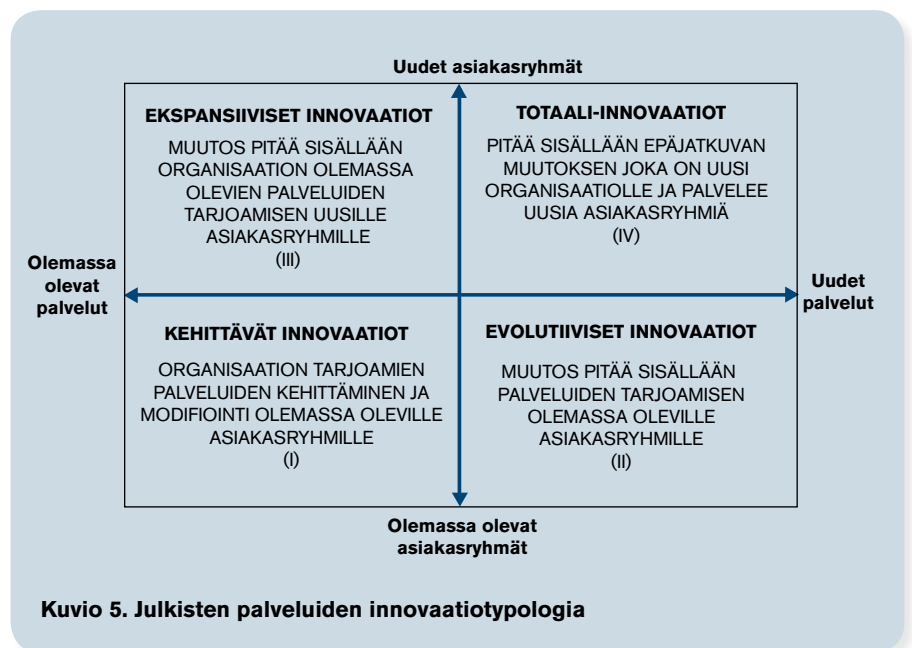 Uudet asiakasryhmät
EKSPANSIIVISET INNOVAATIOT
MUUTOS PITÄÄ SISÄLLÄÄN
ORGANISAATION OLEMASSA
OLEVIEN PALVELUIDEN
TARJOAMISEN UUSILLE
ASIAKASRYHMILLE
(III)
TOTAALI-INNOVAATIOT
PITÄÄ SISÄLLÄÄN EPÄJATKUVAN
MUUTOKSEN JOKA ON UUSI
ORGANISAATIOLLE JA PALVELEE
UUSIA ASIAKASRYHMIÄ
(IV)
Olemassa
olevat
palvelut
Uudet
palvelut
KEHITTÄVÄT INNOVAATIOT
ORGANISAATION TARJOAMIEN
PALVELUIDEN KEHITTÄMINEN JA
MODIFIOINTI OLEMASSA OLEVILLE
ASIAKASRYHMILLE
(I)
EVOLUTIIVISET INNOVAATIOT
MUUTOS PITÄÄ SISÄLLÄÄN
PALVELUIDEN TARJOAMISEN
OLEMASSA OLEVILLE
ASIAKASRYHMILLE
(II)
Olemassa olevat
asiakasryhmät
Kuvio 5. Julkisten palveluiden innovaatiotypologia